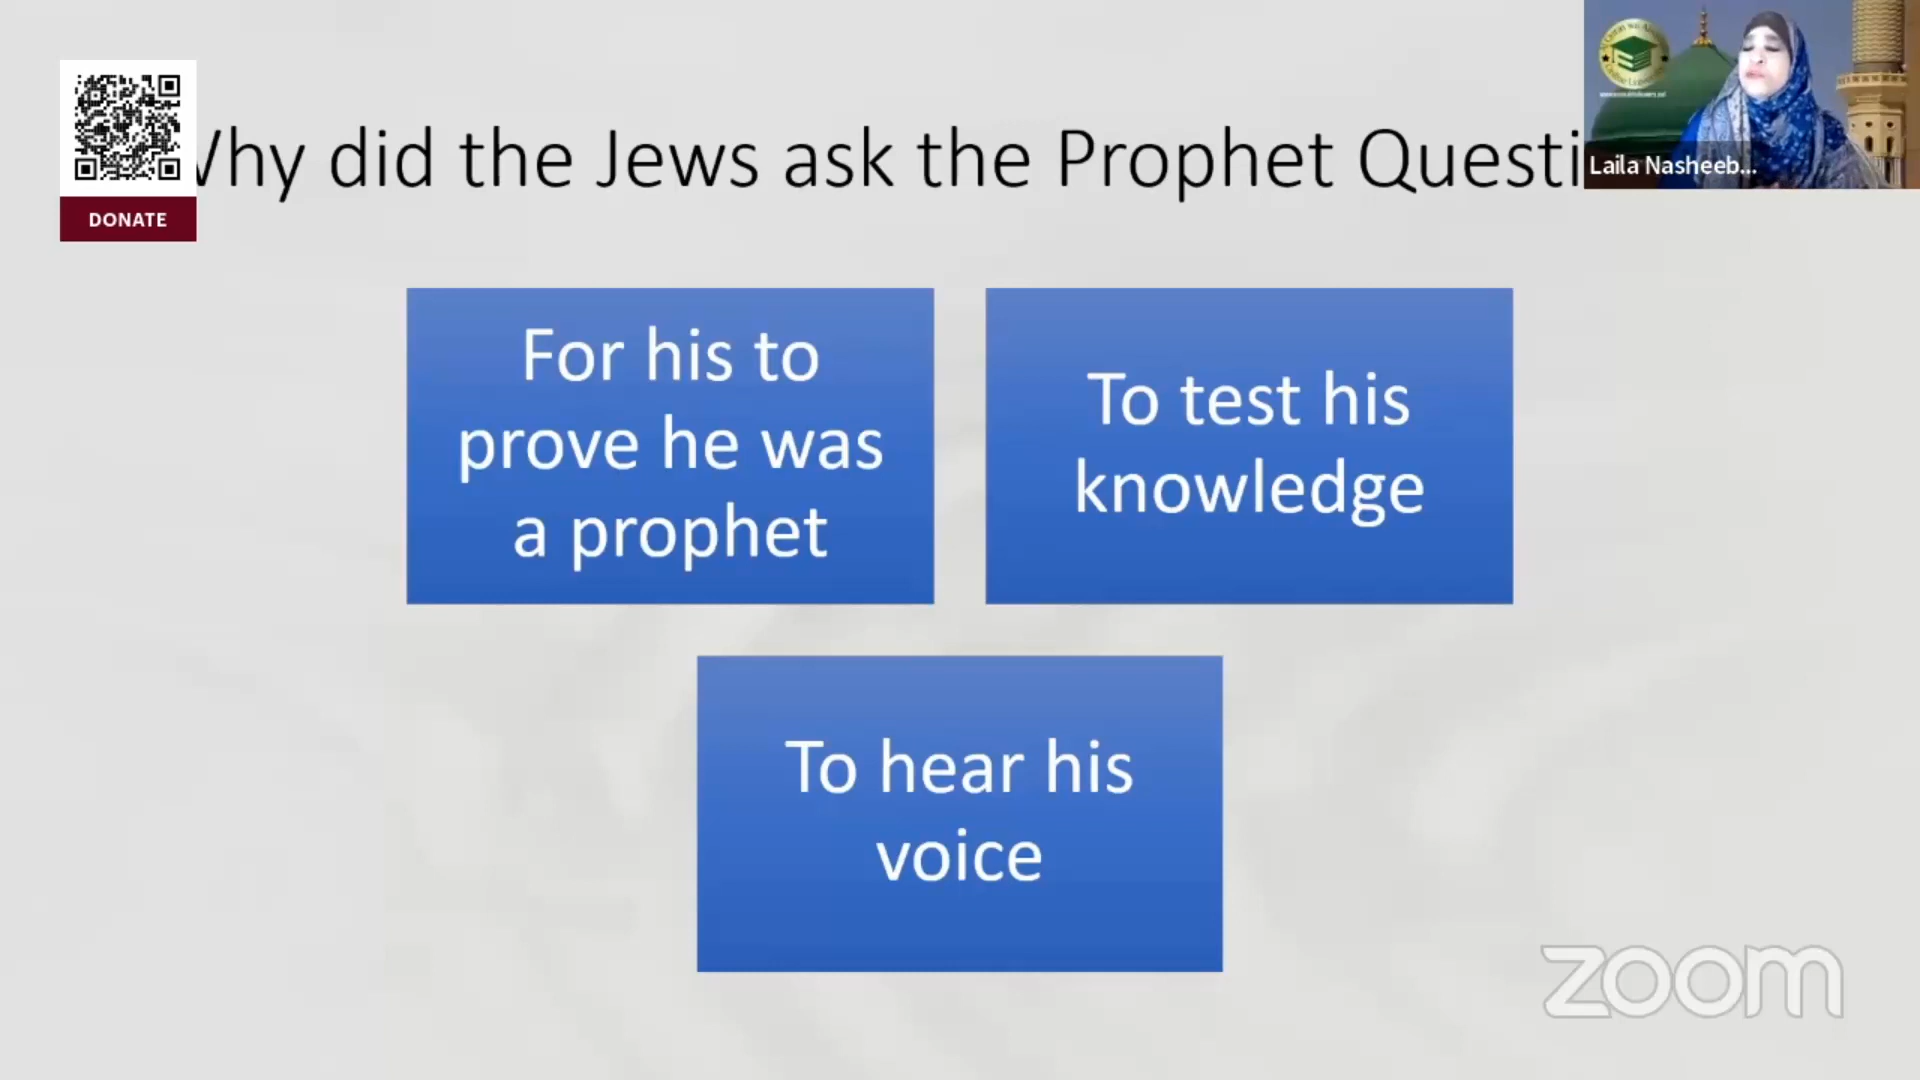 Why did the Jews ask the Prophet Questi
DONATE
Laila Nasheeb...
For his to
prove he was
a prophet
To test his
knowledge
To hear his
voice
zoom